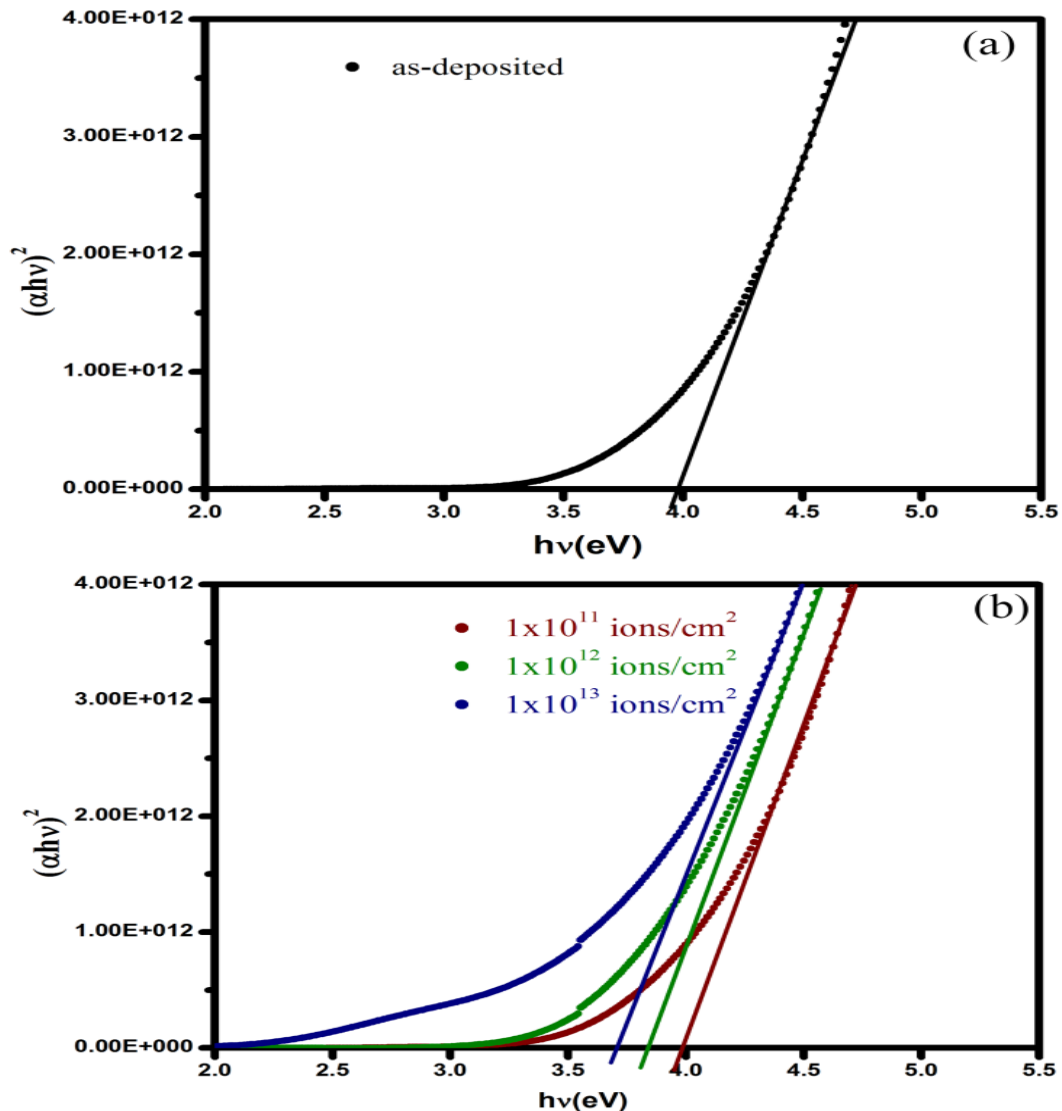 4.00E+012
3.00E+012
2.00E+012
1.00E+012
0.00E+000
(αhν)²
as-deposited
(a)
2.0 2.5 3.0 3.5 4.0 4.5 5.0 5.5
hν(eV)
4.00E+012
3.00E+012
2.00E+012
1.00E+012
0.00E+000
(αhν)²
1x10¹¹ ions/cm²
1x10¹² ions/cm²
1x10¹³ ions/cm²
(b)
2.0 2.5 3.0 3.5 4.0 4.5 5.0 5.5
hν(eV)